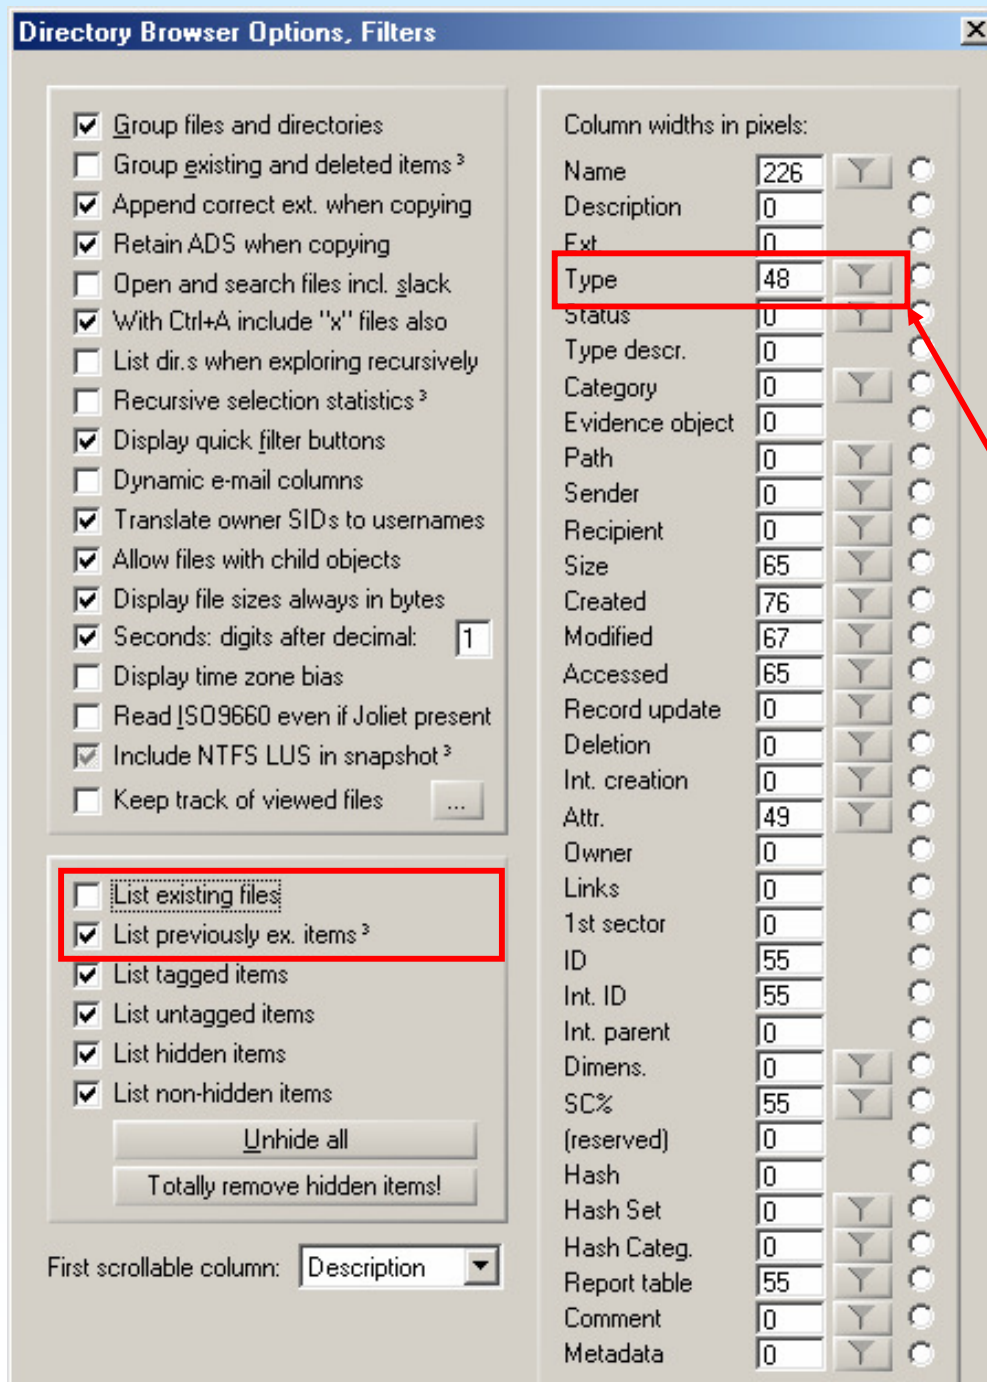 Directory Browser Options, Filters
Group files and directories
Group existing and deleted items ³
Append correct ext. when copying
Retain ADS when copying
Open and search files incl. slack
With Ctrl+A include "x" files also
List dir.s when exploring recursively
Recursive selection statistics ³
Display quick filter buttons
Dynamic e-mail columns
Translate owner SIDs to usernames
Allow files with child objects
Display file sizes always in bytes
Seconds: digits after decimal: 1
Display time zone bias
Read ISO9660 even if Joliet present
Include NTFS LUS in snapshot ³
Keep track of viewed files ...
List existing files
List previously ex. items ³
List tagged items
List untagged items
List hidden items
List non-hidden items
Unhide all
Totally remove hidden items!
First scrollable column: Description
Column widths in pixels:
Name 226
Description 0
Ext 0
Type 48
Status 0
Type descr. 0
Category 0
Evidence object 0
Path 0
Sender 0
Recipient 0
Size 65
Created 76
Modified 67
Accessed 65
Record update 0
Deletion 0
Int. creation 0
Attr. 49
Owner 0
Links 0
1st sector 0
ID 55
Int. ID 55
Int. parent 0
Dimens. 0
SC% 55
(reserved) 0
Hash 0
Hash Set 0
Hash Categ. 0
Report table 55
Comment 0
Metadata 0